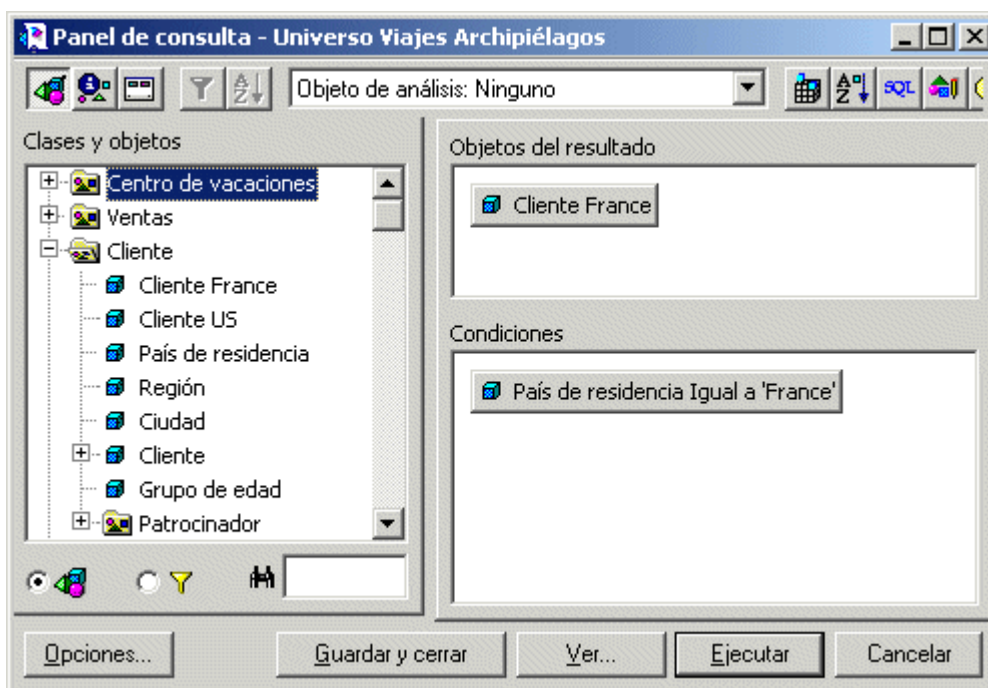 Panel de consulta - Universo Viajes Archipiélagos
Objeto de análisis: Ninguno
SQL
Clases y objetos
Centro de vacaciones
Ventas
Cliente
Cliente France
Cliente US
País de residencia
Región
Ciudad
Cliente
Grupo de edad
Patrocinador
Objetos del resultado
Cliente France
Condiciones
País de residencia Igual a 'France'
Opciones...
Guardar y cerrar
Ver...
Ejecutar
Cancelar